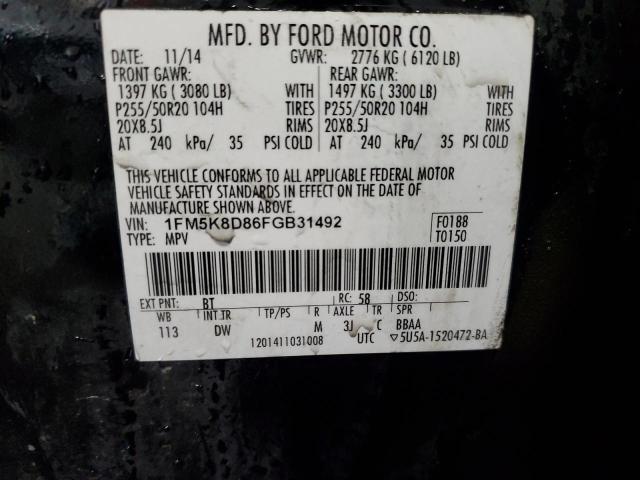 MFD. BY FORD MOTOR CO.
DATE: 11/14 GVWR: 2776 KG ( 6120 LB)
FRONT GAWR: REAR GAWR:
1397 KG ( 3080 LB) WITH 1497 KG ( 3300 LB) WITH
P255/50R20 104H TIRES P255/50R20 104H TIRES
20X8.5J RIMS 20X8.5J RIMS
AT 240 kPa/ 35 PSI COLD AT 240 kPa/ 35 PSI COLD
THIS VEHICLE CONFORMS TO ALL APPLICABLE FEDERAL MOTOR
VEHICLE SAFETY STANDARDS IN EFFECT ON THE DATE OF
MANUFACTURE SHOWN ABOVE.
VIN: 1FM5K8D86FGB31492 F0188
TYPE: MPV T0150
EXT PNT: BT RC: 58 DSO:
WB INT TR TP/PS R AXLE TR SPR
113 DW M 3J C BBAA
1201411031008 UTC ▽5U5A-1520472-BA